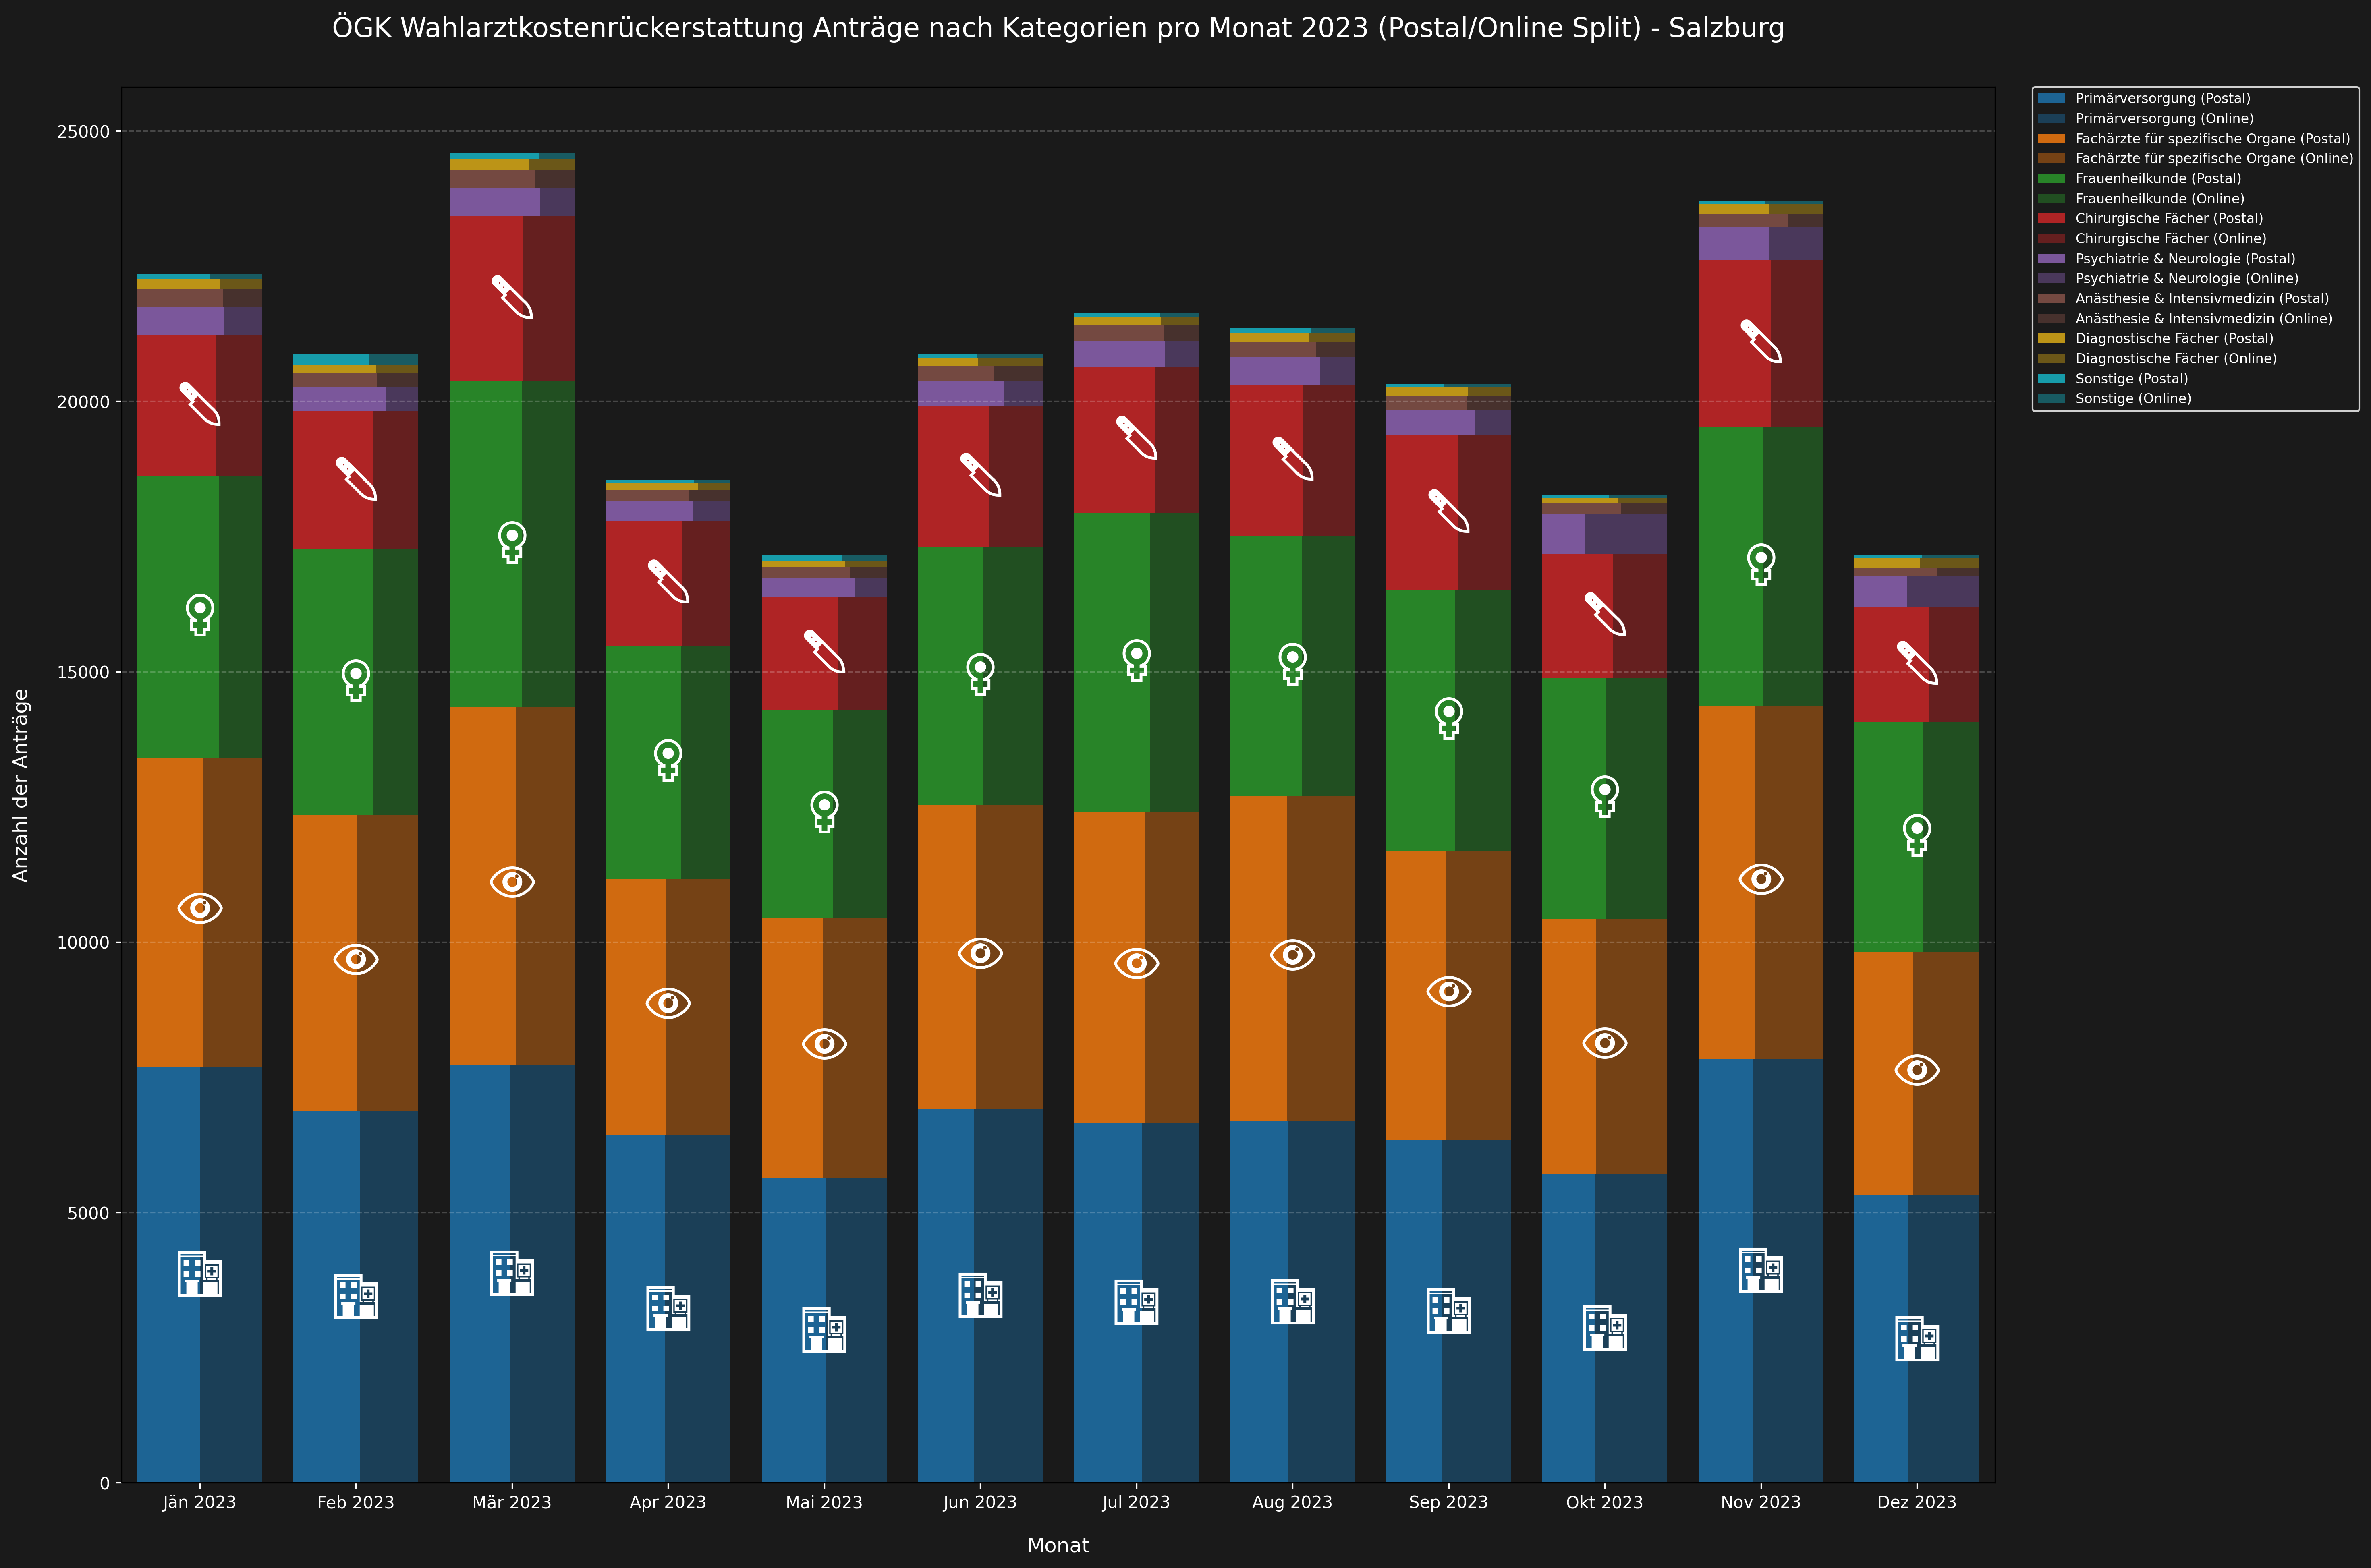 ÖGK Wahlarztkostenrückerstattung Anträge nach Kategorien pro Monat 2023 (Postal/Online Split) - Salzburg
Anzahl der Anträge
25000
20000
15000
10000
5000
0
Jän 2023
Feb 2023
Mär 2023
Apr 2023
Mai 2023
Jun 2023
Jul 2023
Aug 2023
Sep 2023
Okt 2023
Nov 2023
Dez 2023
Monat
Primärversorgung (Postal)
Primärversorgung (Online)
Fachärzte für spezifische Organe (Postal)
Fachärzte für spezifische Organe (Online)
Frauenheilkunde (Postal)
Frauenheilkunde (Online)
Chirurgische Fächer (Postal)
Chirurgische Fächer (Online)
Psychiatrie & Neurologie (Postal)
Psychiatrie & Neurologie (Online)
Anästhesie & Intensivmedizin (Postal)
Anästhesie & Intensivmedizin (Online)
Diagnostische Fächer (Postal)
Diagnostische Fächer (Online)
Sonstige (Postal)
Sonstige (Online)